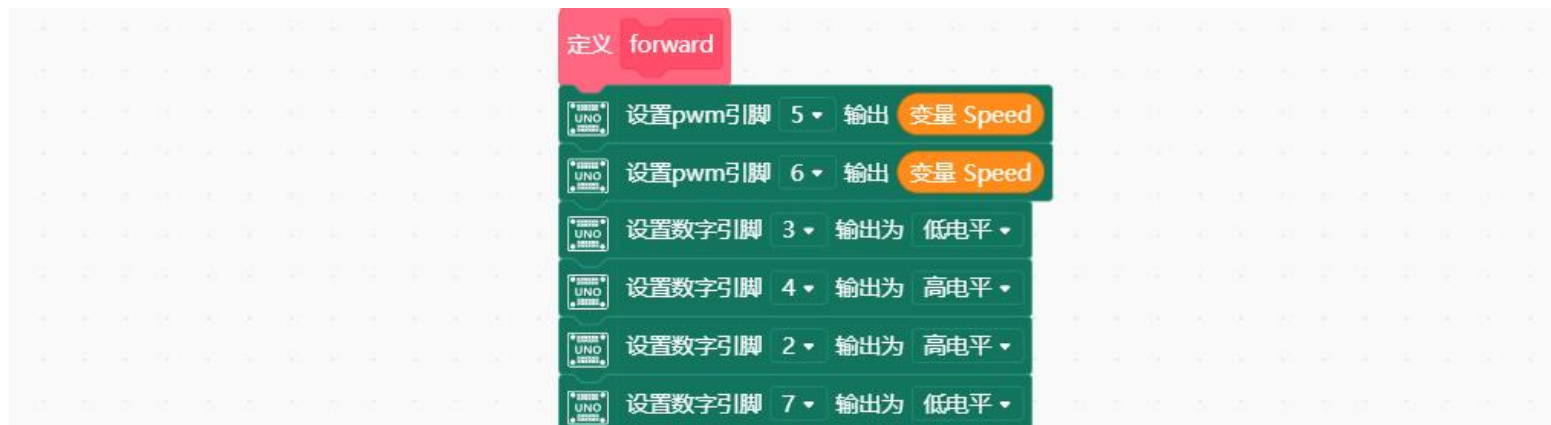 定义 forward
UNO 设置pwm引脚 5 输出 变量 Speed
UNO 设置pwm引脚 6 输出 变量 Speed
UNO 设置数字引脚 3 输出为 低电平
UNO 设置数字引脚 4 输出为 高电平
UNO 设置数字引脚 2 输出为 高电平
UNO 设置数字引脚 7 输出为 低电平